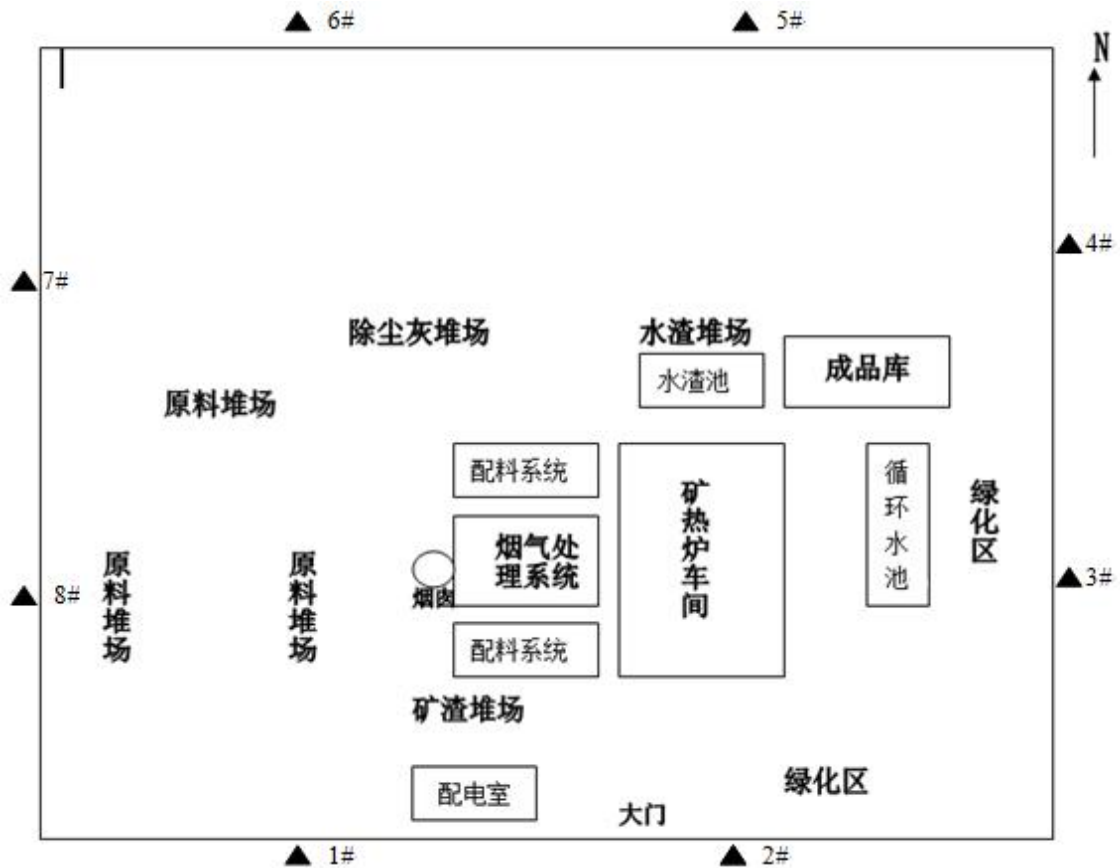 6#
5#
N
4#
7#
除尘灰堆场
水渣堆场
水渣池
成品库
原料堆场
配料系统
矿热炉车间
循环水池
绿化区
烟气处
理系统
烟囱
原料堆场
原料堆场
8#
3#
配料系统
矿渣堆场
配电室
绿化区
大门
1#
2#